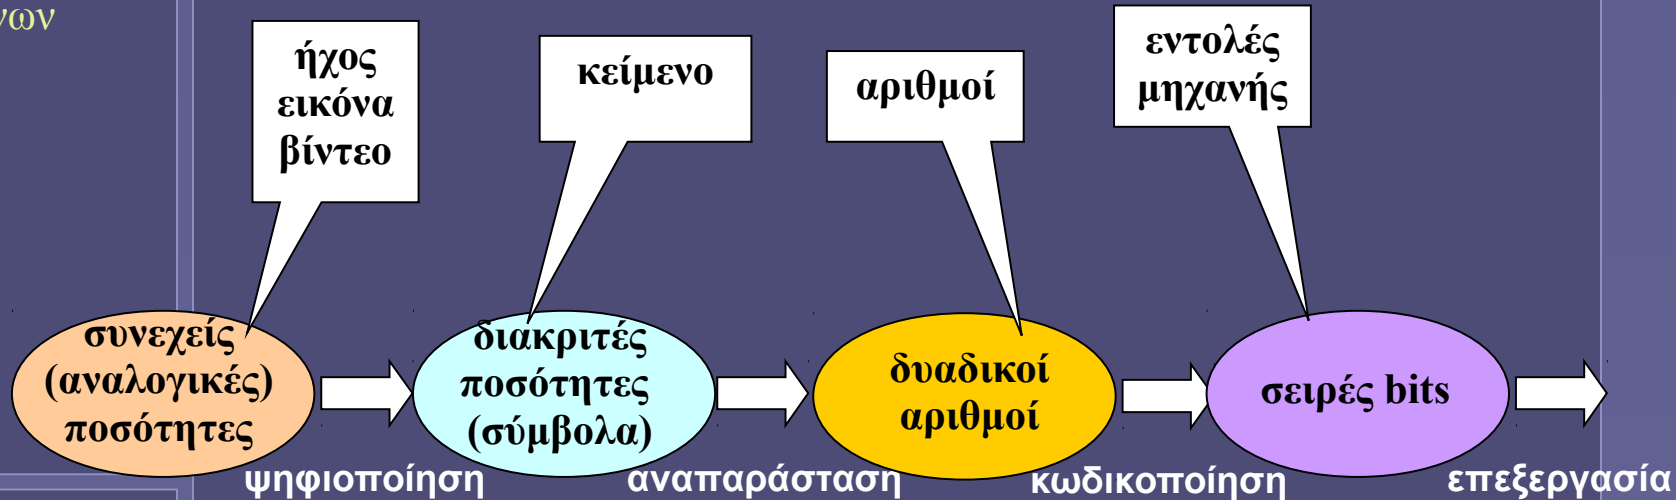 ήχος
εικόνα
βίντεο
κείμενο
αριθμοί
εντολές
μηχανής
συνεχείς
(αναλογικές)
ποσότητες
διακριτές
ποσότητες
(σύμβολα)
δυαδικοί
αριθμοί
σειρές bits
ψηφιοποίηση
αναπαράσταση
κωδικοποίηση
επεξεργασία